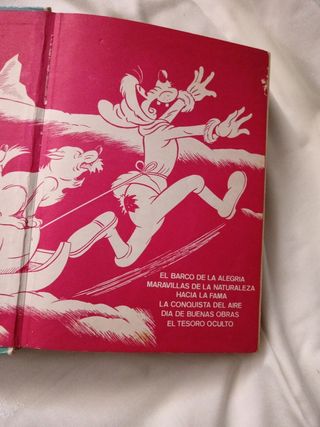 EL BARCO DE LA ALEGRIA
MARAVILLAS DE LA NATURALEZA
HACIA LA FAMA
LA CONQUISTA DEL AIRE
DIA DE BUENAS OBRAS
EL TESORO OCULTO